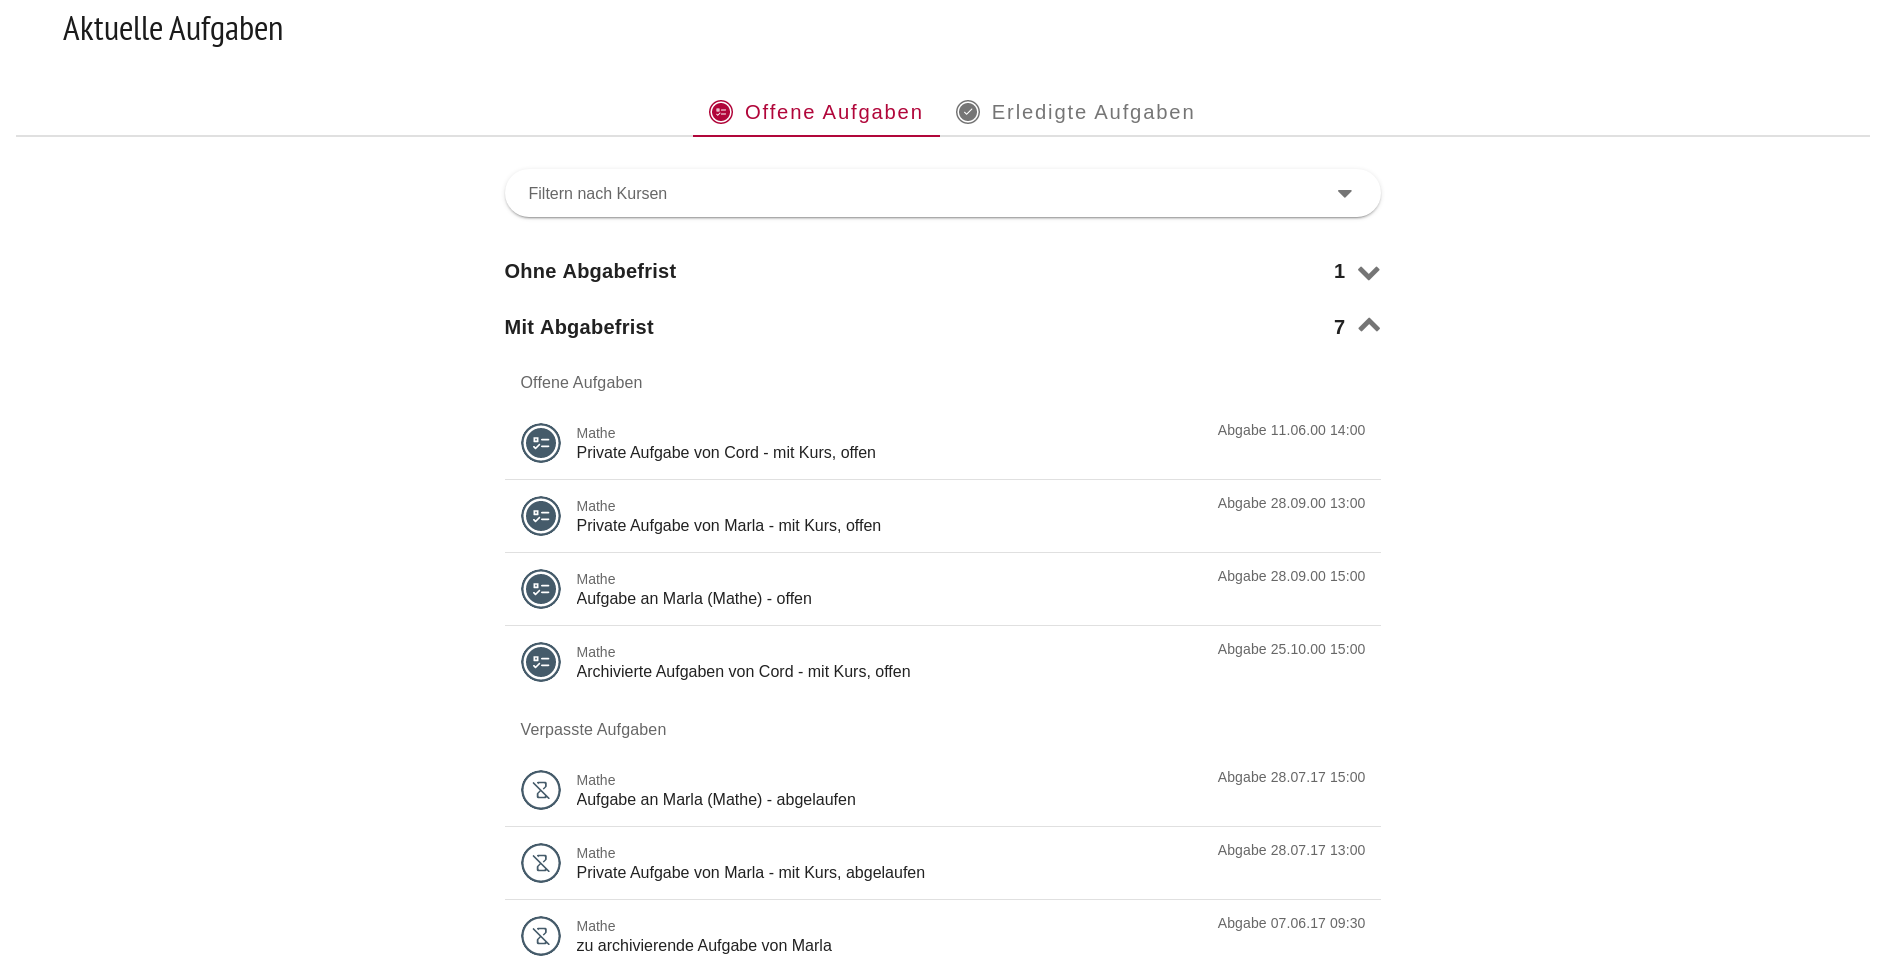 Aktuelle Aufgaben
Offene Aufgaben
Erledigte Aufgaben
Filtern nach Kursen
Ohne Abgabefrist 1
Mit Abgabefrist 7
Offene Aufgaben
Mathe Abgabe 11.06.00 14:00
Private Aufgabe von Cord - mit Kurs, offen
Mathe Abgabe 28.09.00 13:00
Private Aufgabe von Marla - mit Kurs, offen
Mathe Abgabe 28.09.00 15:00
Aufgabe an Marla (Mathe) - offen
Mathe Abgabe 25.10.00 15:00
Archivierte Aufgaben von Cord - mit Kurs, offen
Verpasste Aufgaben
Mathe Abgabe 28.07.17 15:00
Aufgabe an Marla (Mathe) - abgelaufen
Mathe Abgabe 28.07.17 13:00
Private Aufgabe von Marla - mit Kurs, abgelaufen
Mathe Abgabe 07.06.17 09:30
zu archivierende Aufgabe von Marla